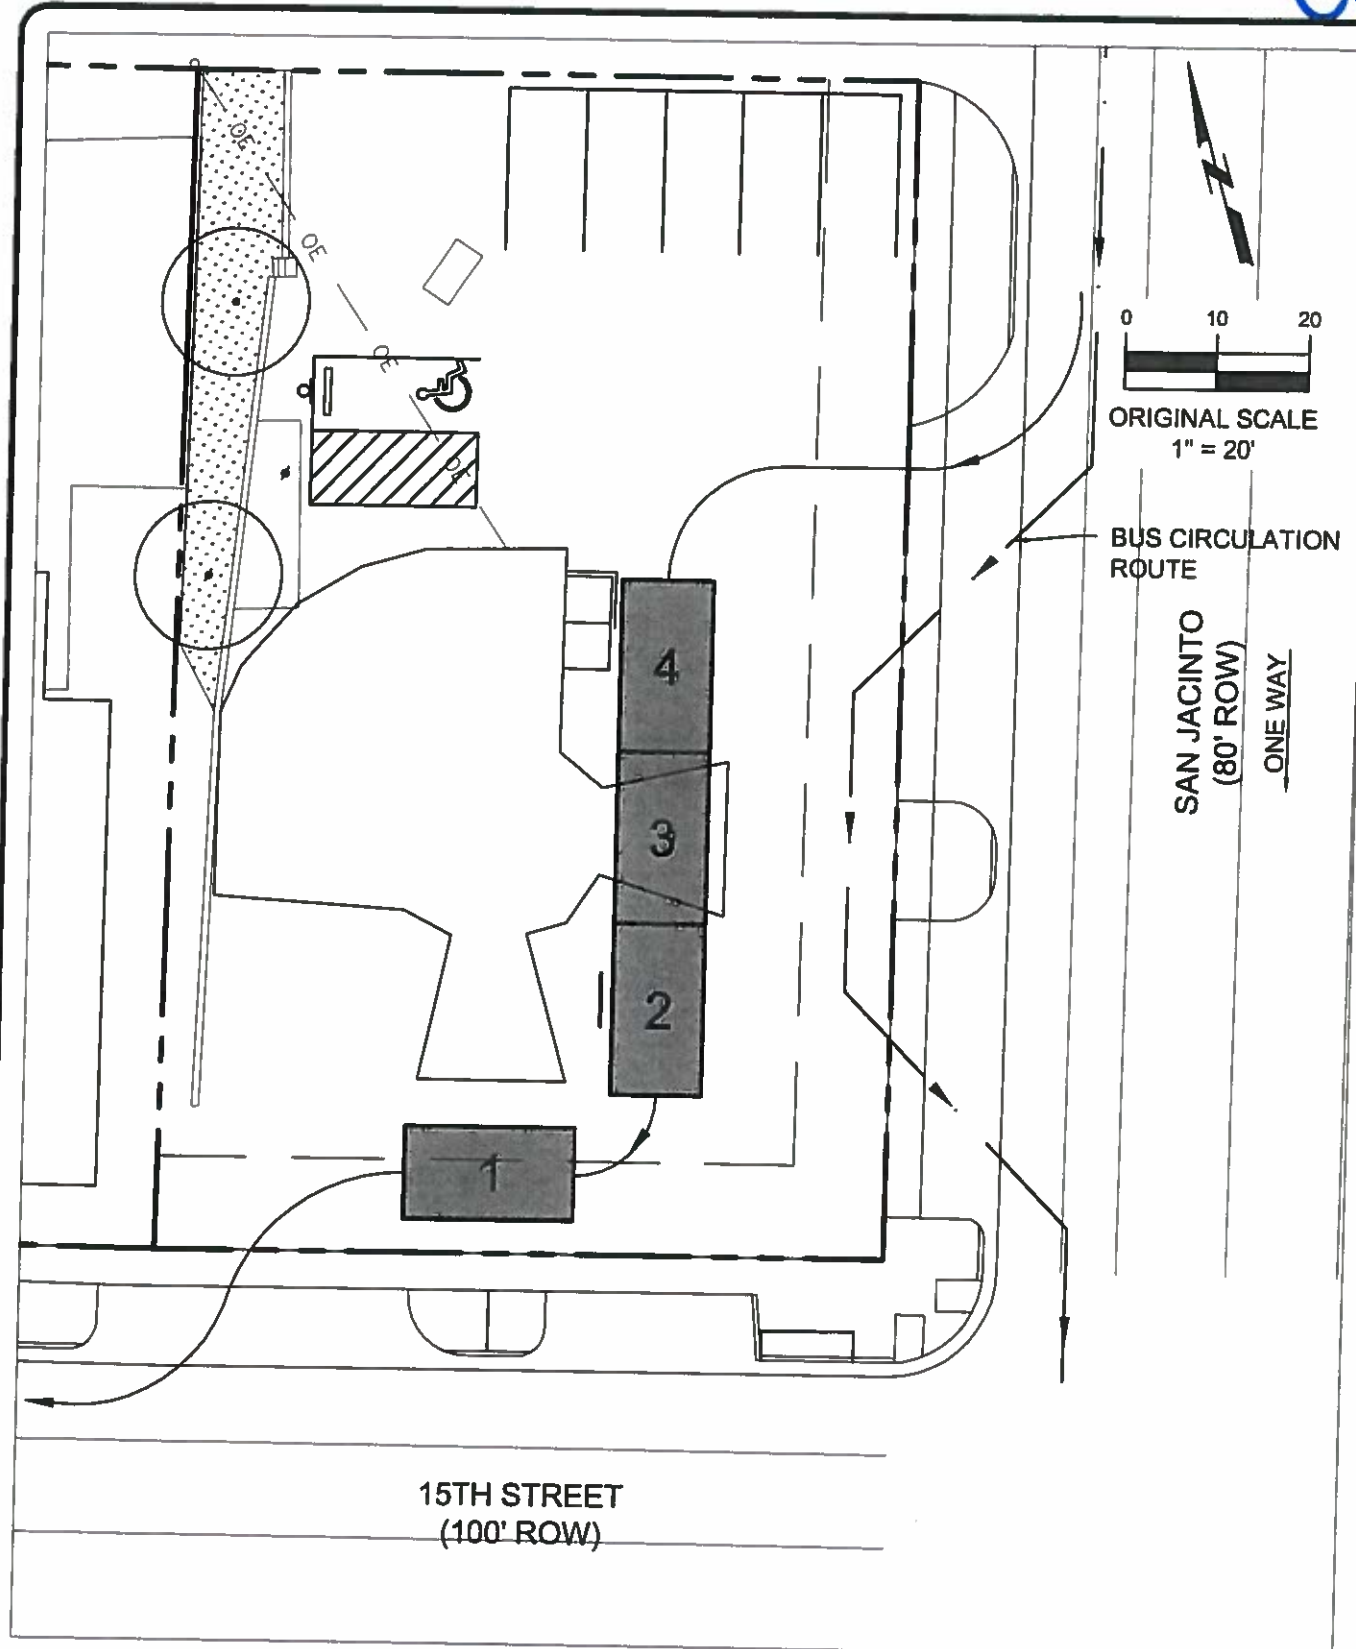 OE
OE
OE
OE
N
0 10 20
ORIGINAL SCALE
1" = 20'
BUS CIRCULATION
ROUTE
SAN JACINTO
(80' ROW)
ONE WAY
4
3
2
1
15TH STREET
(100' ROW)